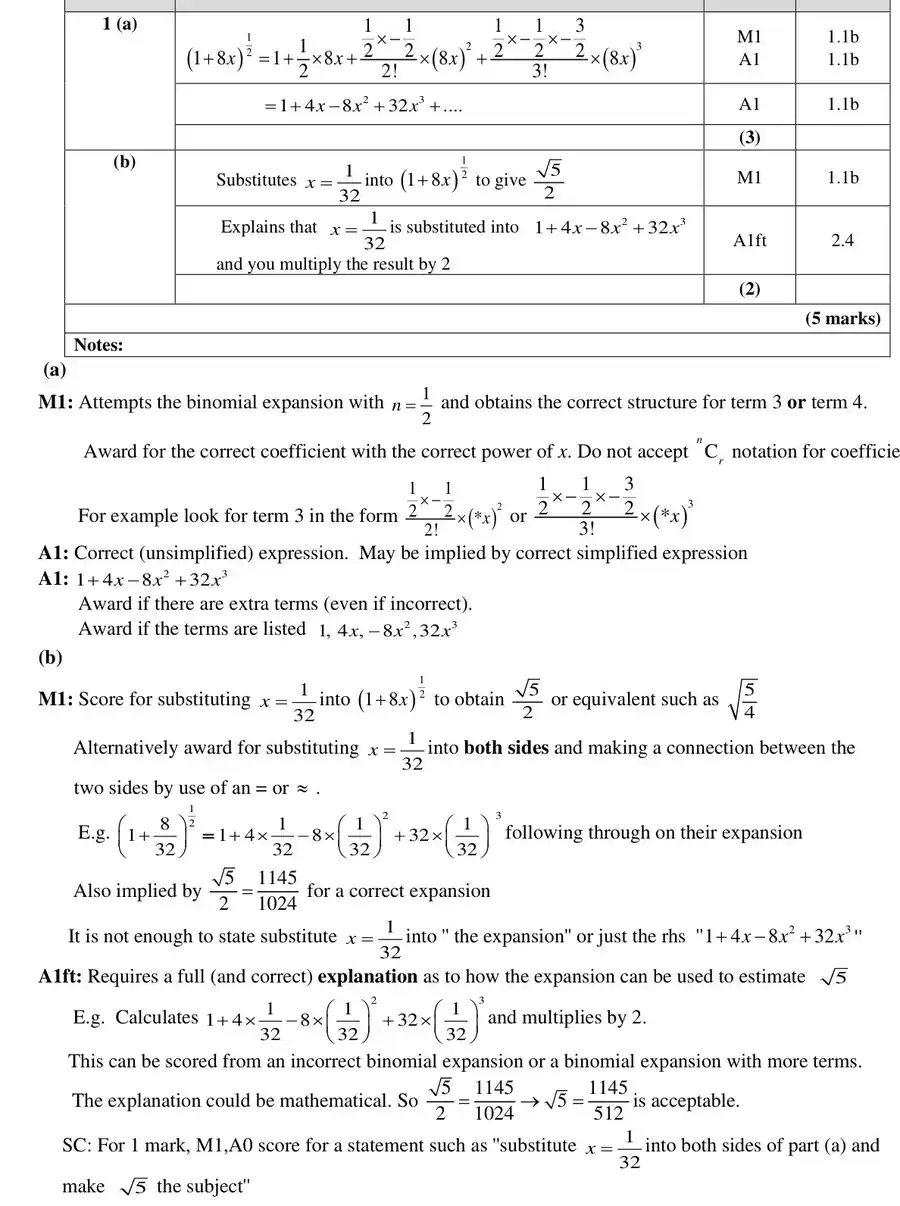 1 (a)
(1+8x)^{1/2} = 1 + 1/2 × 8x + (1/2 × −1/2)/2! × (8x)^2 + (1/2 × −1/2 × −3/2)/3! × (8x)^3
M1 1.1b
A1 1.1b
= 1 + 4x − 8x^2 + 32x^3 + ....
A1 1.1b
(3)
(b)
Substitutes x = 1/32 into (1+8x)^{1/2} to give √5/2
M1 1.1b
Explains that x = 1/32 is substituted into 1 + 4x − 8x^2 + 32x^3
and you multiply the result by 2
A1ft 2.4
(2)
(5 marks)
Notes:
(a)
M1: Attempts the binomial expansion with n = 1/2 and obtains the correct structure for term 3 or term 4.
Award for the correct coefficient with the correct power of x. Do not accept ^nC_r notation for coefficie
For example look for term 3 in the form (1/2 × −1/2)/2! × (*x)^2 or (1/2 × −1/2 × −3/2)/3! × (*x)^3
A1: Correct (unsimplified) expression. May be implied by correct simplified expression
A1: 1 + 4x − 8x^2 + 32x^3
Award if there are extra terms (even if incorrect).
Award if the terms are listed 1, 4x, −8x^2, 32x^3
(b)
M1: Score for substituting x = 1/32 into (1+8x)^{1/2} to obtain √5/2 or equivalent such as √(5/4)
Alternatively award for substituting x = 1/32 into both sides and making a connection between the
two sides by use of an = or ≈ .
E.g. (1 + 8/32)^{1/2} = 1 + 4 × 1/32 − 8 × (1/32)^2 + 32 × (1/32)^3 following through on their expansion
Also implied by √5/2 = 1145/1024 for a correct expansion
It is not enough to state substitute x = 1/32 into " the expansion" or just the rhs "1 + 4x − 8x^2 + 32x^3"
A1ft: Requires a full (and correct) explanation as to how the expansion can be used to estimate √5
E.g. Calculates 1 + 4 × 1/32 − 8 × (1/32)^2 + 32 × (1/32)^3 and multiplies by 2.
This can be scored from an incorrect binomial expansion or a binomial expansion with more terms.
The explanation could be mathematical. So √5/2 = 1145/1024 → √5 = 1145/512 is acceptable.
SC: For 1 mark, M1,A0 score for a statement such as "substitute x = 1/32 into both sides of part (a) and
make √5 the subject"